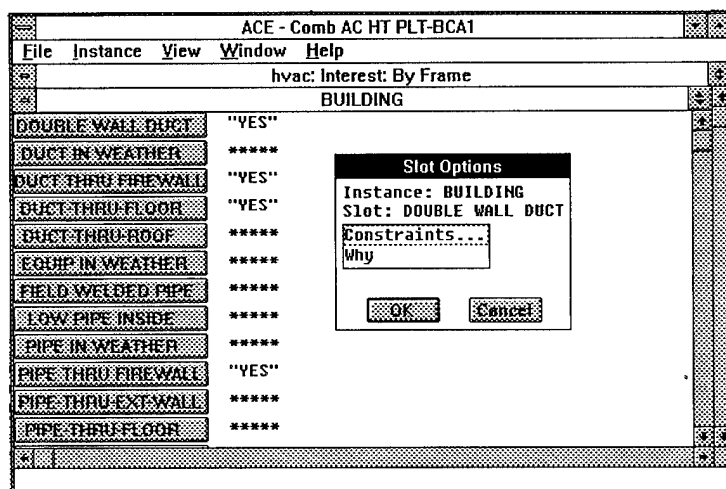 ACE - Comb AC HT PLT-BCA1
File Instance View Window Help
hvac: Interest: By Frame
BUILDING
DOUBLE WALL DUCT "YES"
DUCT IN WEATHER *****
DUCT THRU FIREWALL "YES"
DUCT-THRU-FLOOR "YES"
DUCT-THRU-ROOF *****
EQUIP IN WEATHER *****
FIELD WELDED PIPE *****
LOW PIPE INSIDE *****
PIPE IN WEATHER *****
PIPE THRU FIREWALL "YES"
PIPE-THRU-EXT-WALL *****
PIPE-THRU-FLOOR *****
Slot Options
Instance: BUILDING
Slot: DOUBLE WALL DUCT
Constraints...
Why
OK Cancel